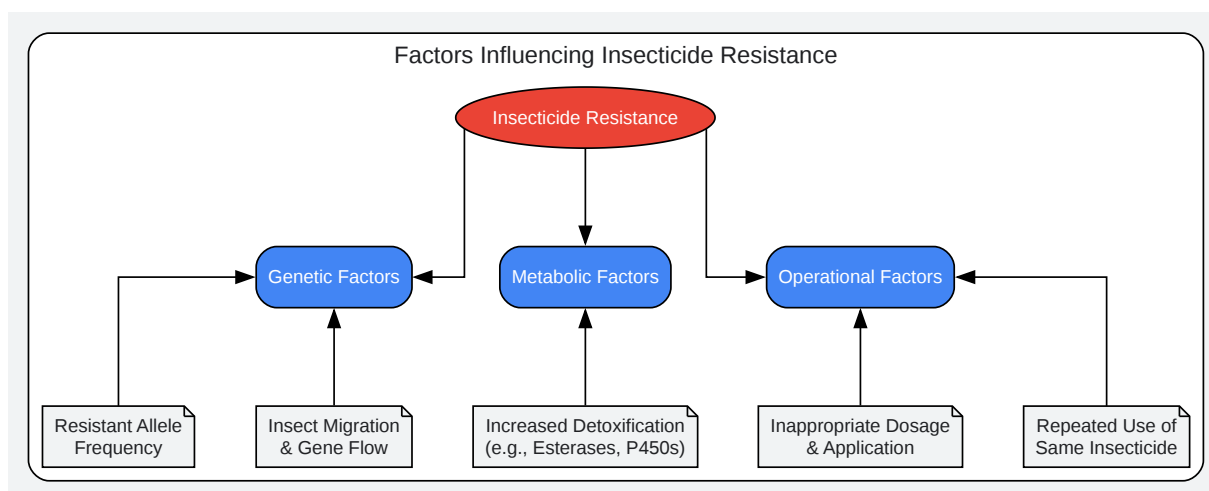 Factors Influencing Insecticide Resistance
Insecticide Resistance
Genetic Factors
Metabolic Factors
Operational Factors
Resistant Allele
Frequency
Insect Migration
& Gene Flow
Increased Detoxification
(e.g., Esterases, P450s)
Inappropriate Dosage
& Application
Repeated Use of
Same Insecticide